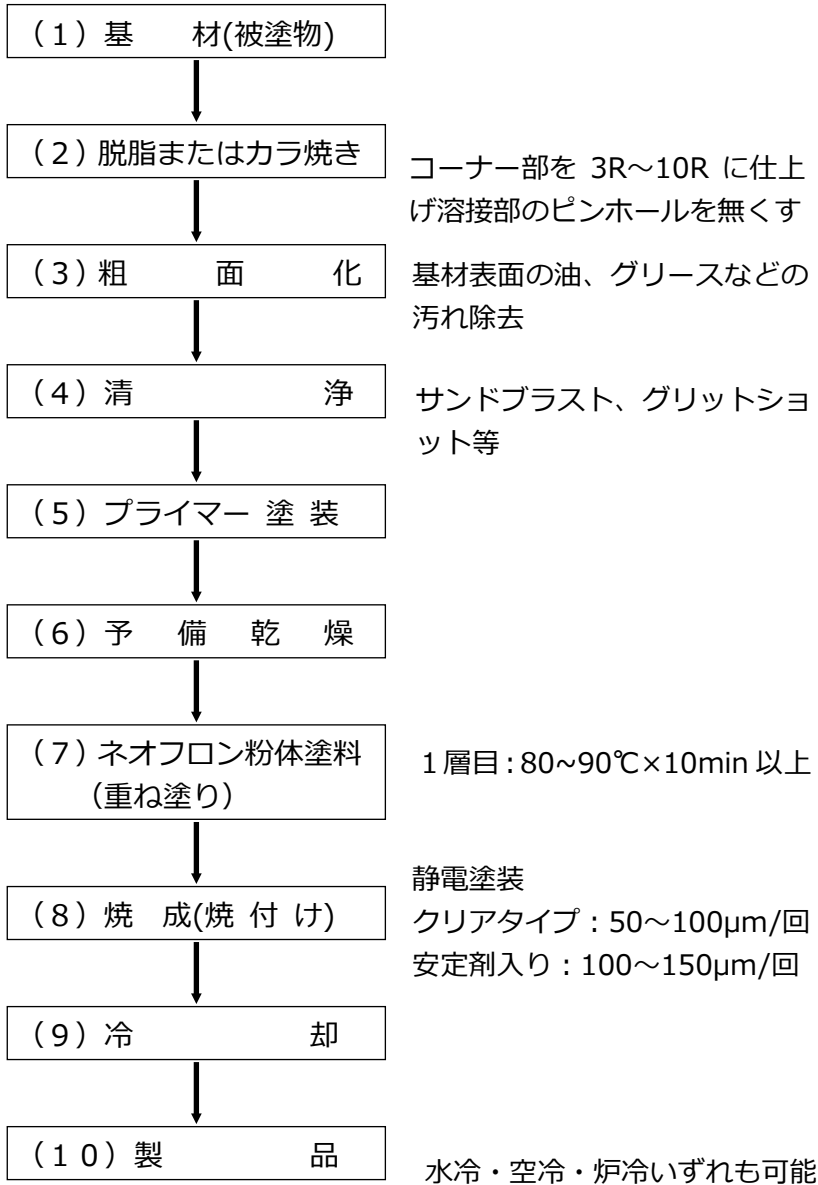 （１）基　材(被塗物)
（２）脱脂またはカラ焼き
コーナー部を 3R～10R に仕上
げ溶接部のピンホールを無くす
（３）粗　面　化
基材表面の油、グリースなどの
汚れ除去
（４）清　浄
サンドブラスト、グリットショ
ット等
（５）プライマー 塗 装
（６）予 備 乾 燥
（７）ネオフロン粉体塗料
（重ね塗り）
１層目：80~90℃×10min 以上
静電塗装
（８）焼　成(焼 付 け)
クリアタイプ：50～100μm/回
安定剤入り：100～150μm/回
（９）冷　却
（１０）製　品
水冷・空冷・炉冷いずれも可能